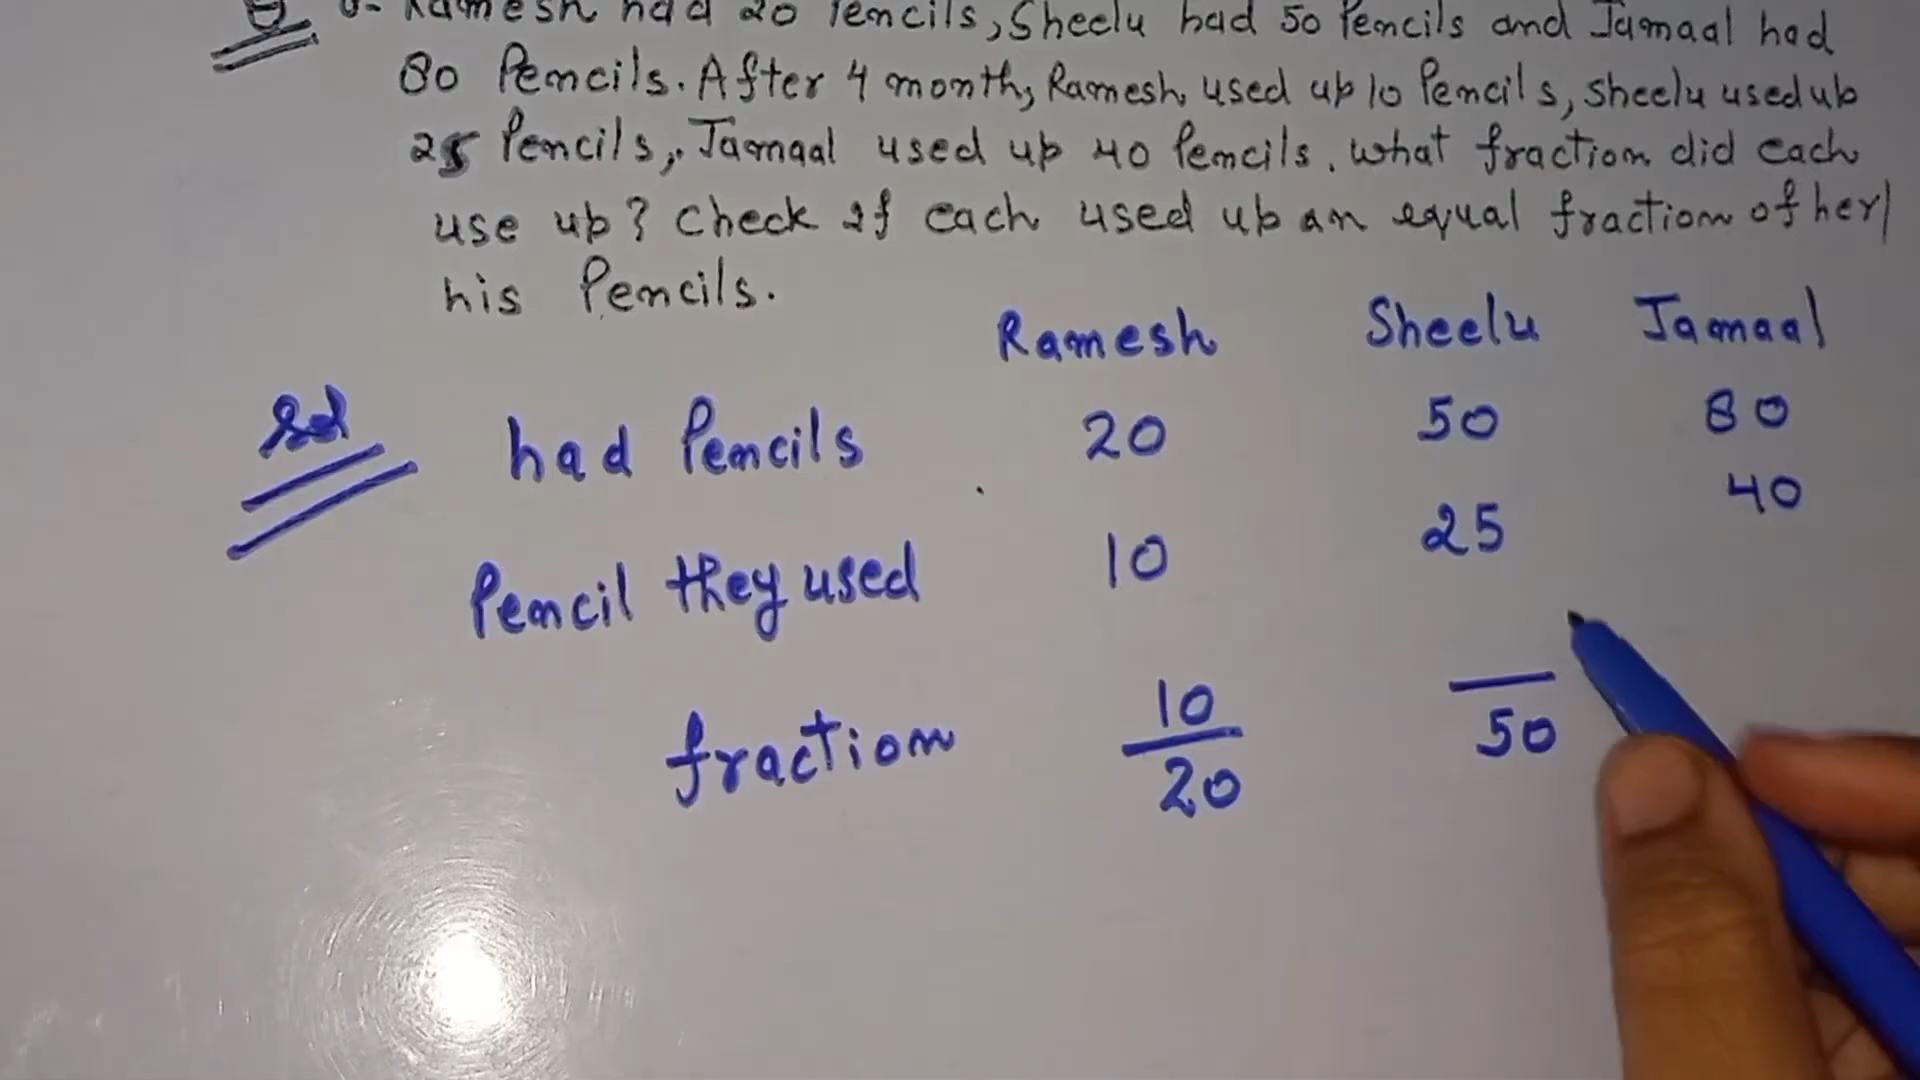 Ramesh had 20 Pencils, Sheelu had 50 Pencils and Jamaal had
80 Pencils. After 4 month, Ramesh used up 10 Pencils, Sheelu used up
25 Pencils, Jamaal used up 40 Pencils. what fraction did each
use up? Check if each used up an equal fraction of her/
his Pencils.
Ramesh Sheelu Jamaal
Sol had Pencils 20 50 80
Pencil they used 10 25 40
fraction 10/20 /50